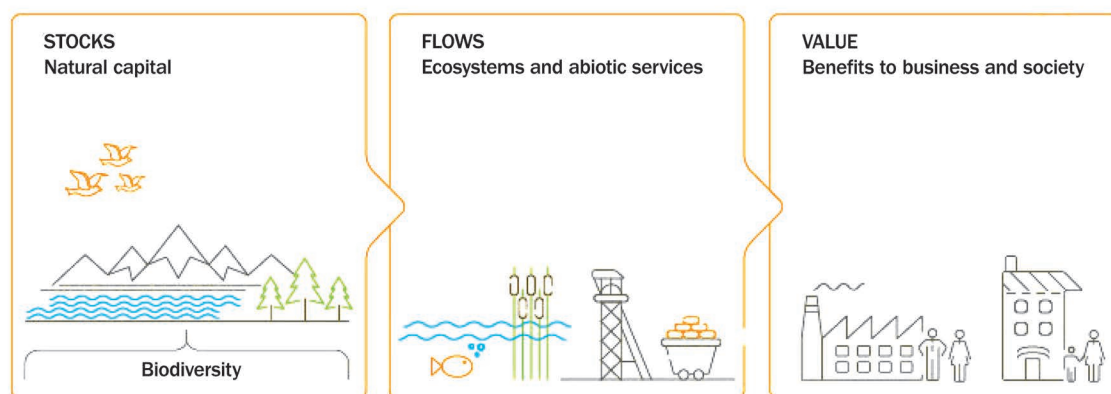 STOCKS
Natural capital
FLOWS
Ecosystems and abiotic services
VALUE
Benefits to business and society
Biodiversity